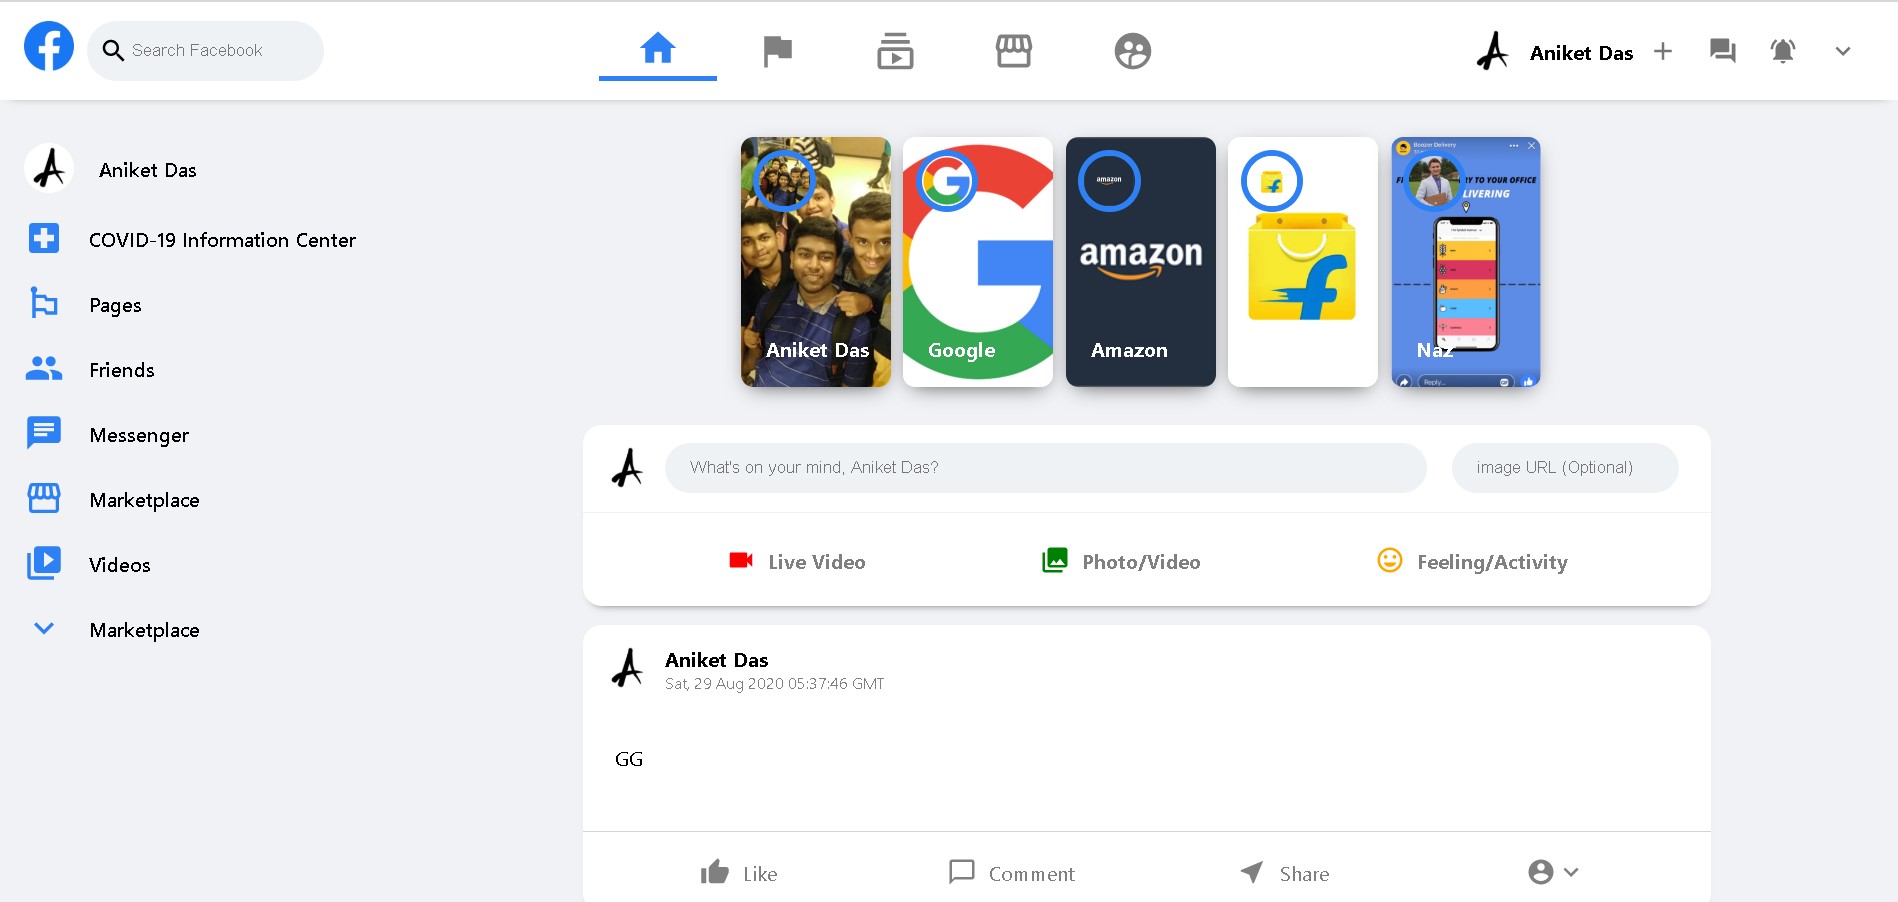 Search Facebook
Aniket Das
Aniket Das
COVID-19 Information Center
Pages
Friends
Messenger
Marketplace
Videos
Marketplace
Aniket Das
Google
amazon
amazon
Amazon
Boozer Delivery
RY TO YOUR OFFICE
LIVERING
Naz
Reply...
What's on your mind, Aniket Das?
image URL (Optional)
Live Video
Photo/Video
Feeling/Activity
Aniket Das
Sat, 29 Aug 2020 05:37:46 GMT
GG
Like
Comment
Share